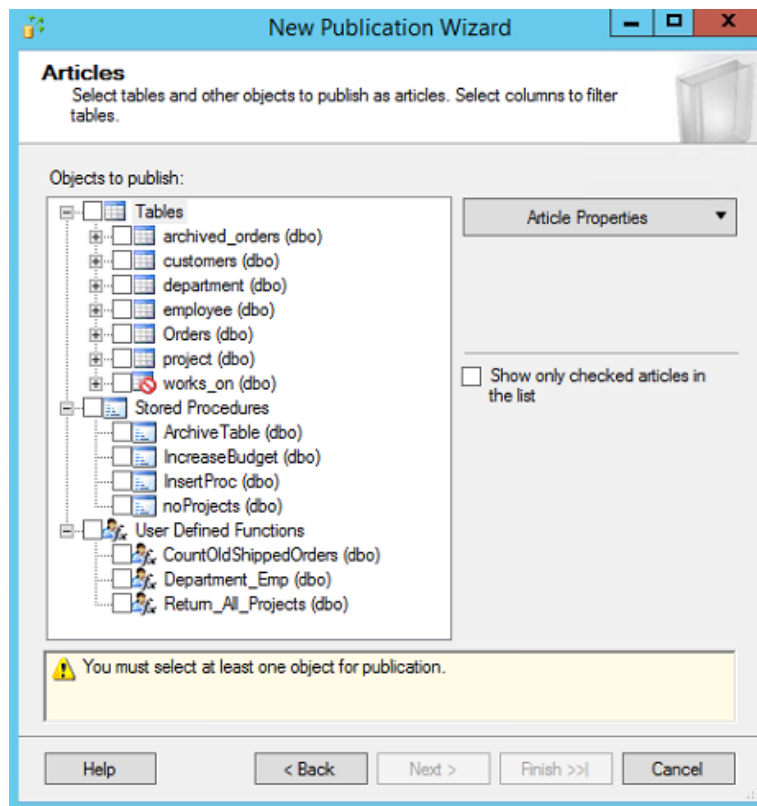 New Publication Wizard
Articles
Select tables and other objects to publish as articles. Select columns to filter
tables.
Objects to publish:
Tables
archived_orders (dbo)
customers (dbo)
department (dbo)
employee (dbo)
Orders (dbo)
project (dbo)
works_on (dbo)
Stored Procedures
ArchiveTable (dbo)
IncreaseBudget (dbo)
InsertProc (dbo)
noProjects (dbo)
User Defined Functions
CountOldShippedOrders (dbo)
Department_Emp (dbo)
Return_All_Projects (dbo)
Article Properties
Show only checked articles in
the list
You must select at least one object for publication.
Help
< Back
Next >
Finish >>|
Cancel